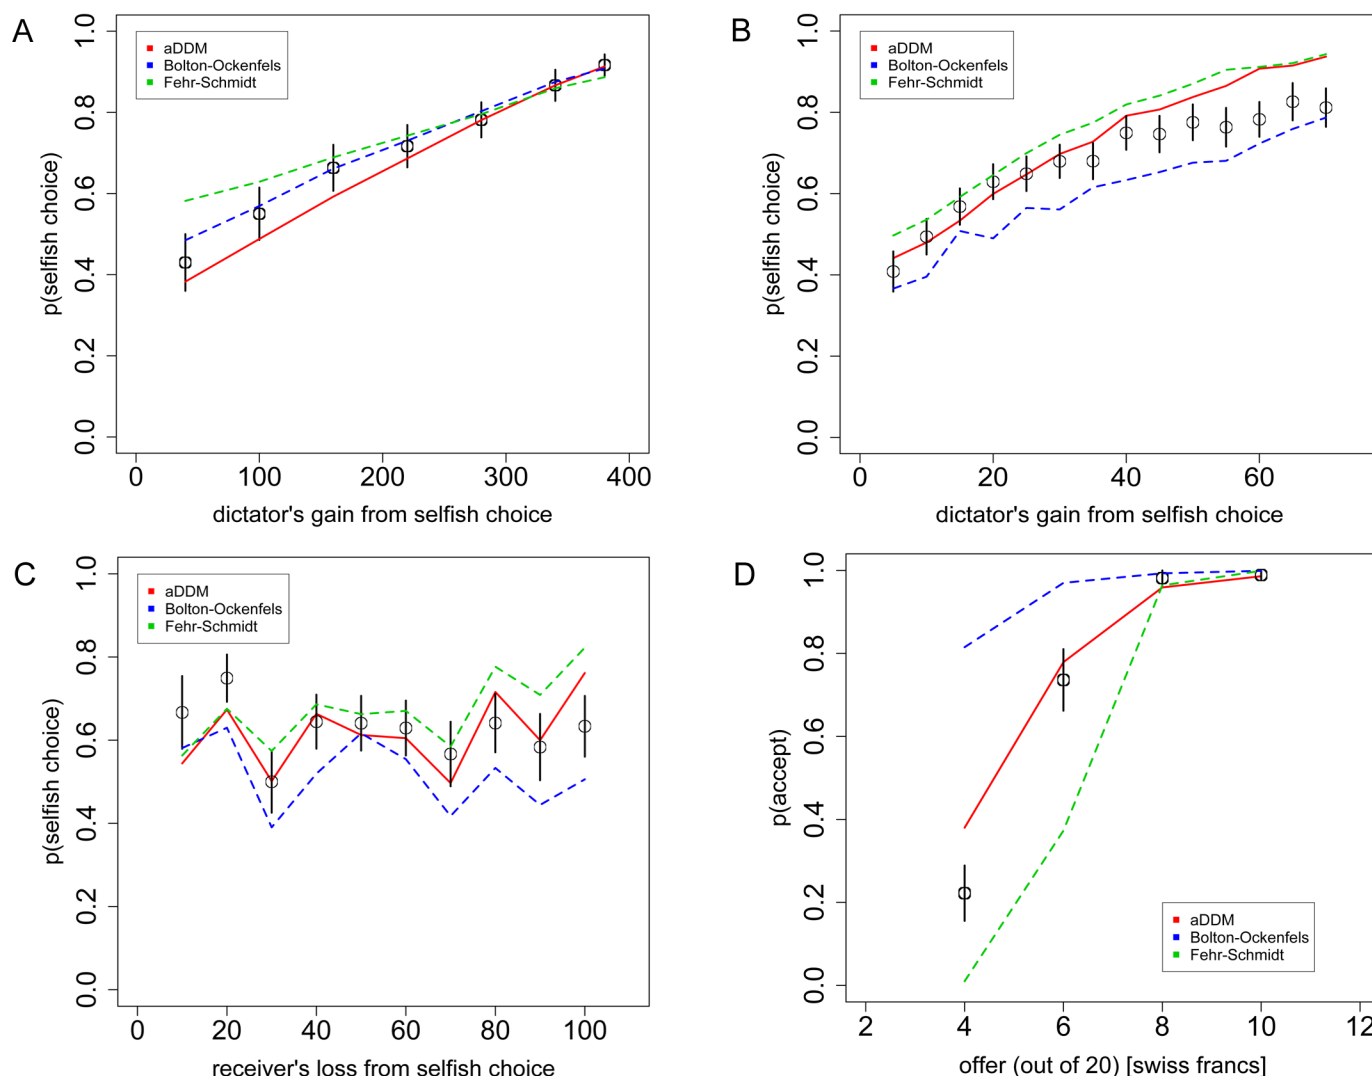 A
1.0
0.8
0.6
0.4
0.2
0.0
p(selfish choice)
aDDM
Bolton-Ockenfels
Fehr-Schmidt
0 100 200 300 400
dictator's gain from selfish choice
B
1.0
0.8
0.6
0.4
0.2
0.0
p(selfish choice)
aDDM
Bolton-Ockenfels
Fehr-Schmidt
0 20 40 60
dictator's gain from selfish choice
C
1.0
0.8
0.6
0.4
0.2
0.0
p(selfish choice)
aDDM
Bolton-Ockenfels
Fehr-Schmidt
0 20 40 60 80 100
receiver's loss from selfish choice
D
1.0
0.8
0.6
0.4
0.2
0.0
p(accept)
aDDM
Bolton-Ockenfels
Fehr-Schmidt
2 4 6 8 10 12
offer (out of 20) [swiss francs]